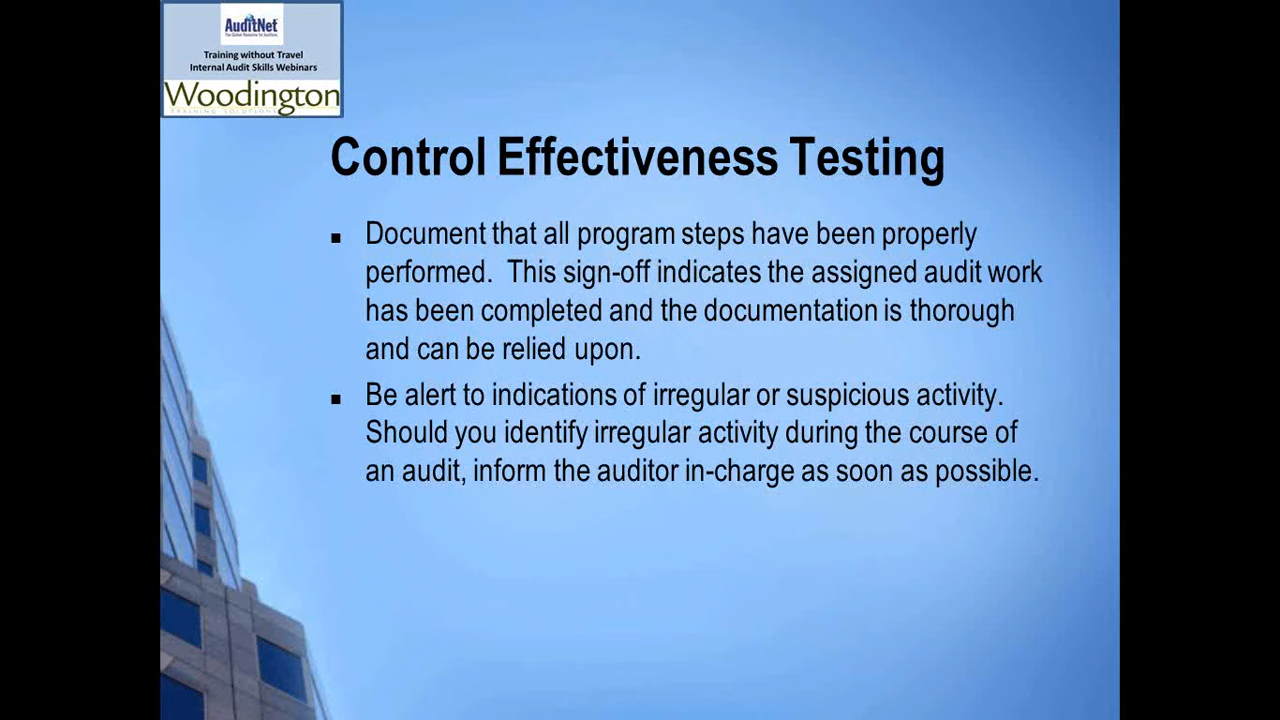 AuditNet
Training without Travel
Internal Audit Skills Webinars
Woodington
TRAINING SOLUTIONS
Control Effectiveness Testing
■ Document that all program steps have been properly
performed. This sign-off indicates the assigned audit work
has been completed and the documentation is thorough
and can be relied upon.
■ Be alert to indications of irregular or suspicious activity.
Should you identify irregular activity during the course of
an audit, inform the auditor in-charge as soon as possible.